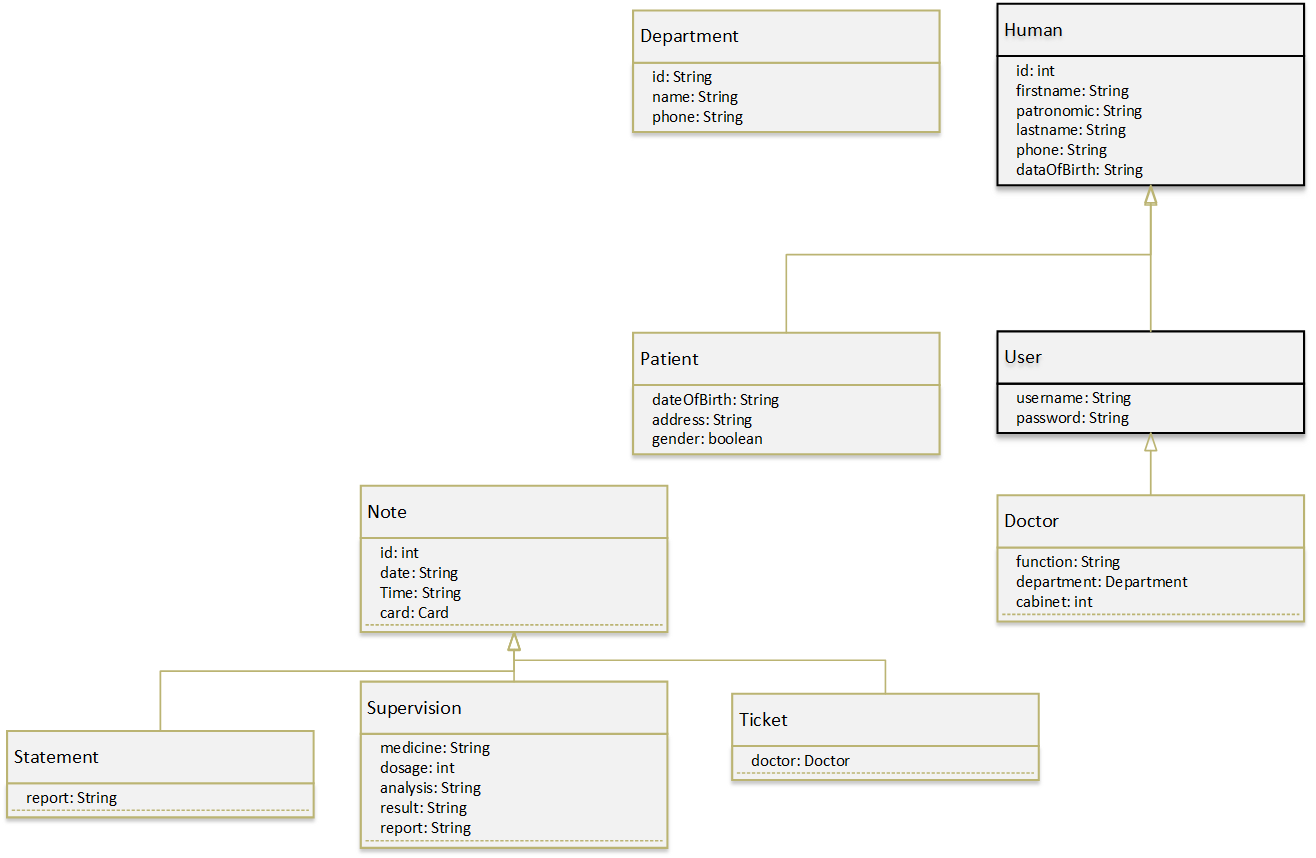 Department
id: String
name: String
phone: String
Human
id: int
firstname: String
patronomic: String
lastname: String
phone: String
dataOfBirth: String
Patient
dateOfBirth: String
address: String
gender: boolean
User
username: String
password: String
Note
id: int
date: String
Time: String
card: Card
Doctor
function: String
department: Department
cabinet: int
Statement
report: String
Supervision
medicine: String
dosage: int
analysis: String
result: String
report: String
Ticket
doctor: Doctor